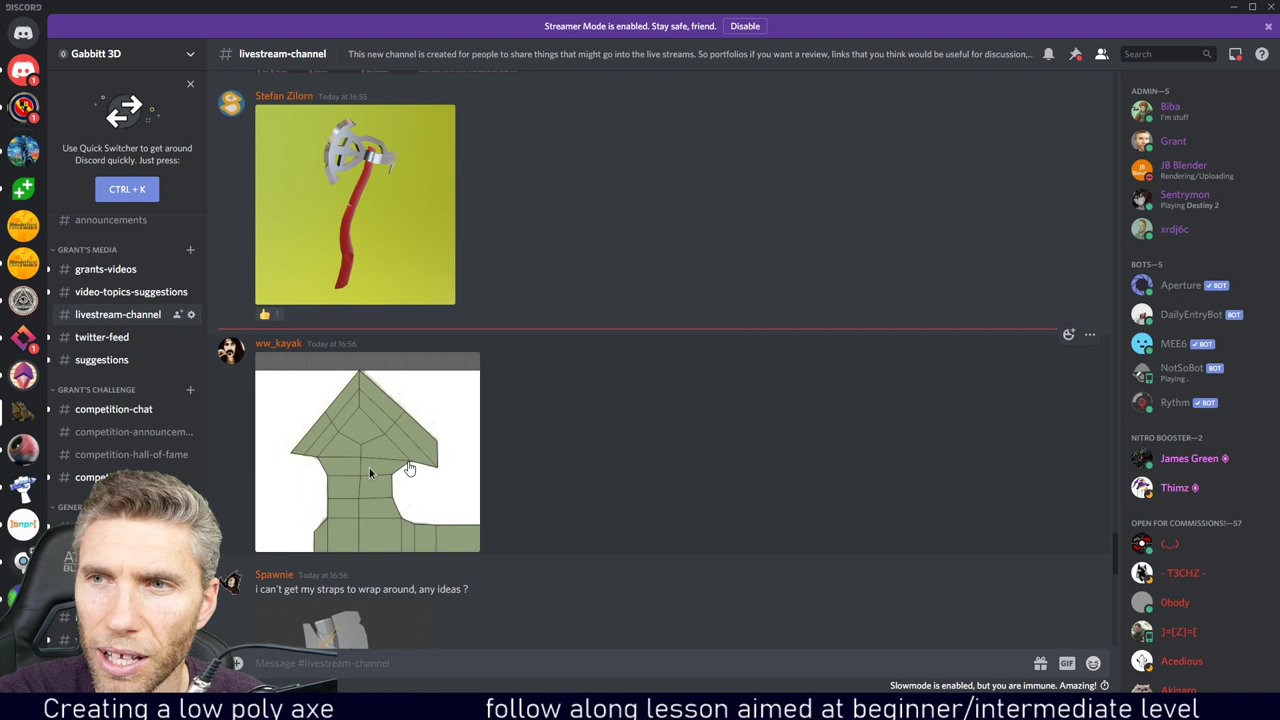 DISCORD
Streamer Mode is enabled. Stay safe, friend.
Disable
Gabbitt 3D
# livestream-channel
This new channel is created for people to share things that might go into the live streams. So portfolios if you want a review, links that you think would be useful for discussion,...
Search
Use Quick Switcher to get around
Discord quickly. Just press:
CTRL + K
# announcements
GRANT'S MEDIA
# grants-videos
# video-topics-suggestions
# livestream-channel
# twitter-feed
# suggestions
GRANT'S CHALLENGE
# competition-chat
# competition-announcem...
# competition-hall-of-fame
Stefan Zilorn Today at 16:55
1
ww_kayak Today at 16:56
Spawnie Today at 16:56
i can't get my straps to wrap around, any ideas ?
Message #livestream-channel
GIF
Slowmode is enabled, but you are immune. Amazing!
ADMIN—5
Biba
I'm stuff
Grant
JB Blender
Rendering/Uploading
Sentrymon
Playing Destiny 2
xrdj6c
BOTS—5
Aperture BOT
DailyEntryBot BOT
MEE6 BOT
NotSoBot BOT
Playing .
Rythm BOT
NITRO BOOSTER—2
James Green
Thimz
OPEN FOR COMMISSIONS!—57
(._.)
- T3CHZ -
0body
]=[Z]=[
Acedious
Akinaro
Creating a low poly axe
follow along lesson aimed at beginner/intermediate level